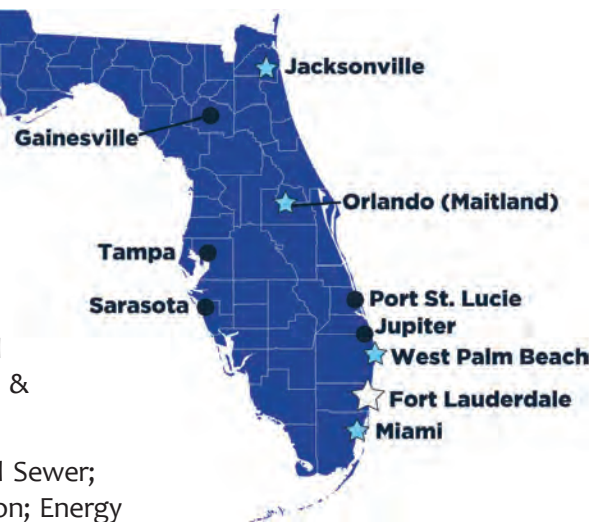 Jacksonville
Gainesville
Orlando (Maitland)
Tampa
Port St. Lucie
Sarasota
Jupiter
West Palm Beach
&
Fort Lauderdale
Miami
Sewer;
on; Energy